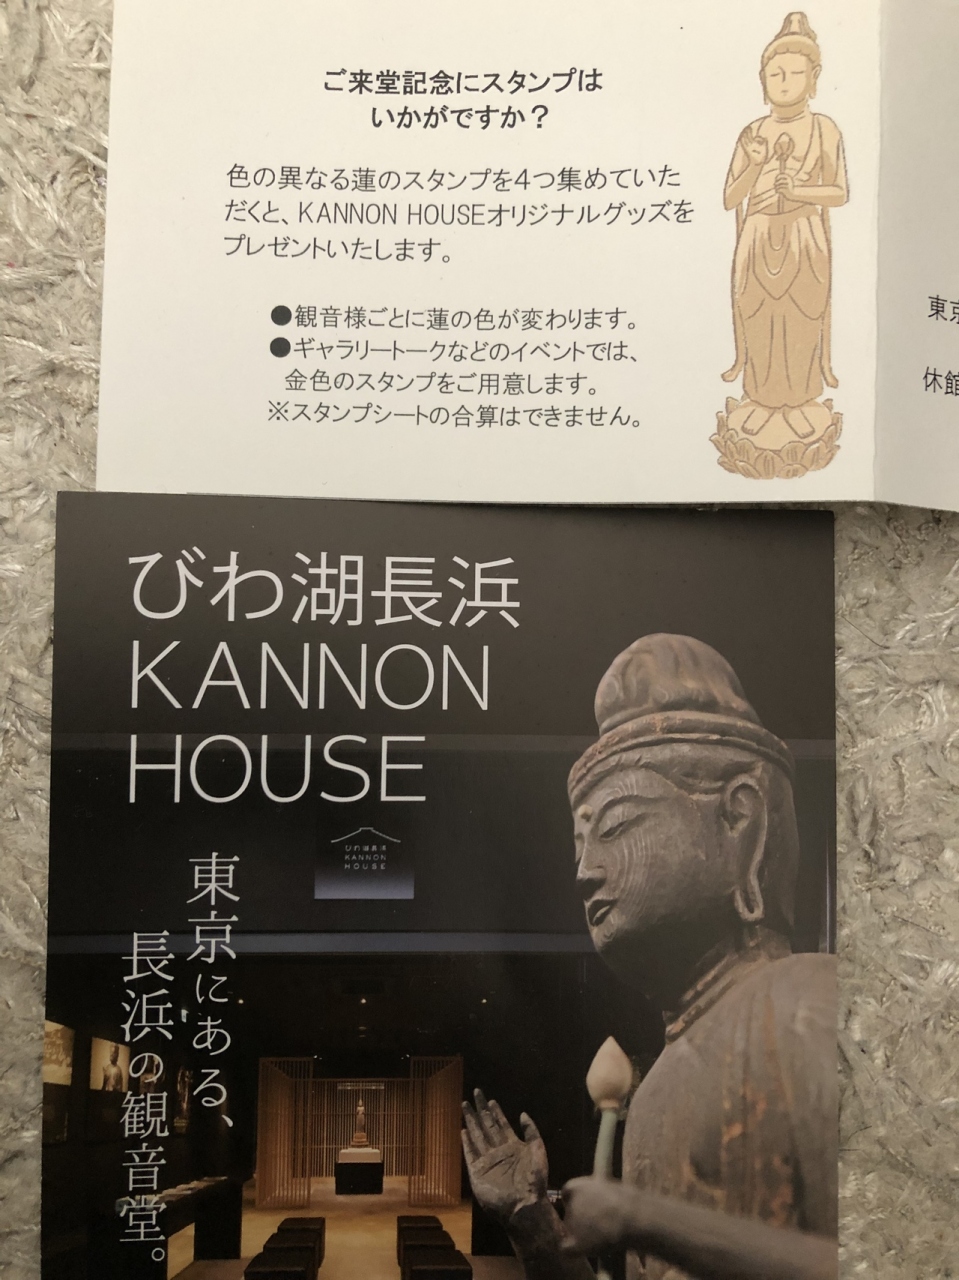 ご来堂記念にスタンプは
いかがですか?
色の異なる蓮のスタンプを4つ集めていた
だくと、KANNON HOUSEオリジナルグッズを
プレゼントいたします。
●観音様ごとに蓮の色が変わります。
●ギャラリートークなどのイベントでは、
金色のスタンプをご用意します。
※スタンプシートの合算はできません。
東京
休館
びわ湖長浜
KANNON
HOUSE
びわ湖長浜
KANNON
HOUSE
東京にある、
長浜の観音堂。